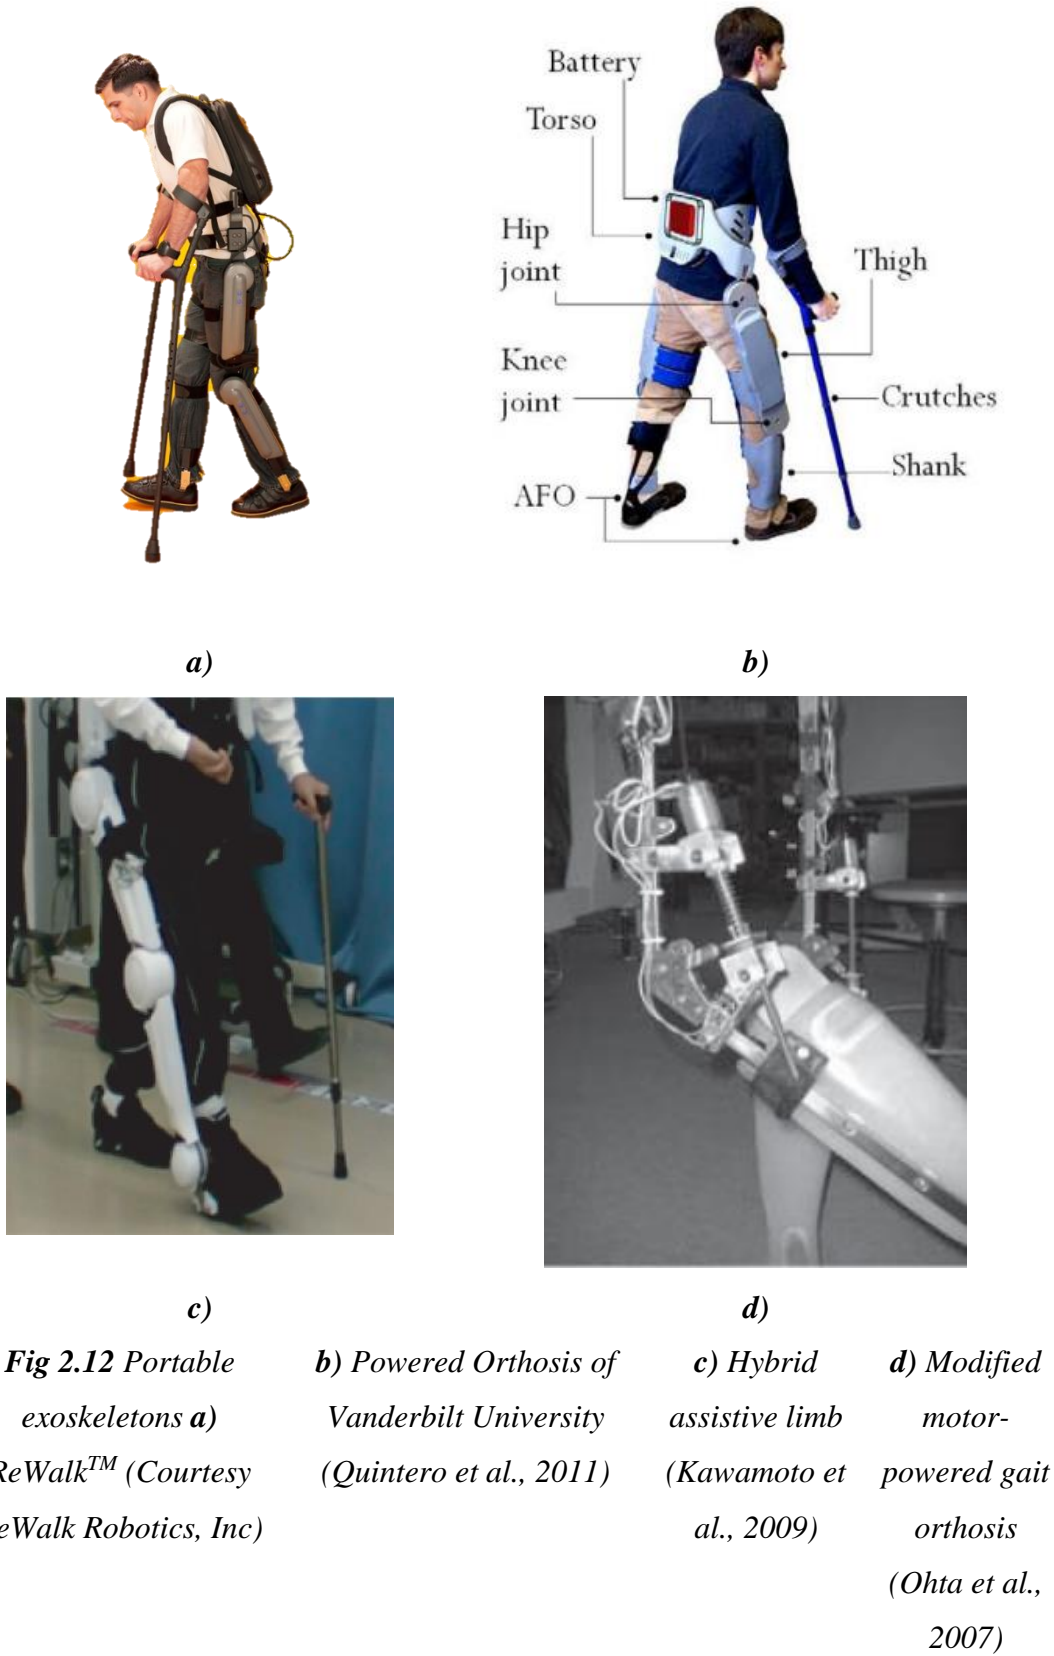 Battery
Torso
Hip
joint
Thigh
Knee
joint
Crutches
Shank
AFO
a)
b)
c)
d)
Fig 2.12 Portable
exoskeletons a)
ReWalkTM (Courtesy
eWalk Robotics, Inc)
b) Powered Orthosis of
Vanderbilt University
(Quintero et al., 2011)
c) Hybrid
assistive limb
(Kawamoto et
al., 2009)
d) Modified
motor-
powered gait
orthosis
(Ohta et al.,
2007)